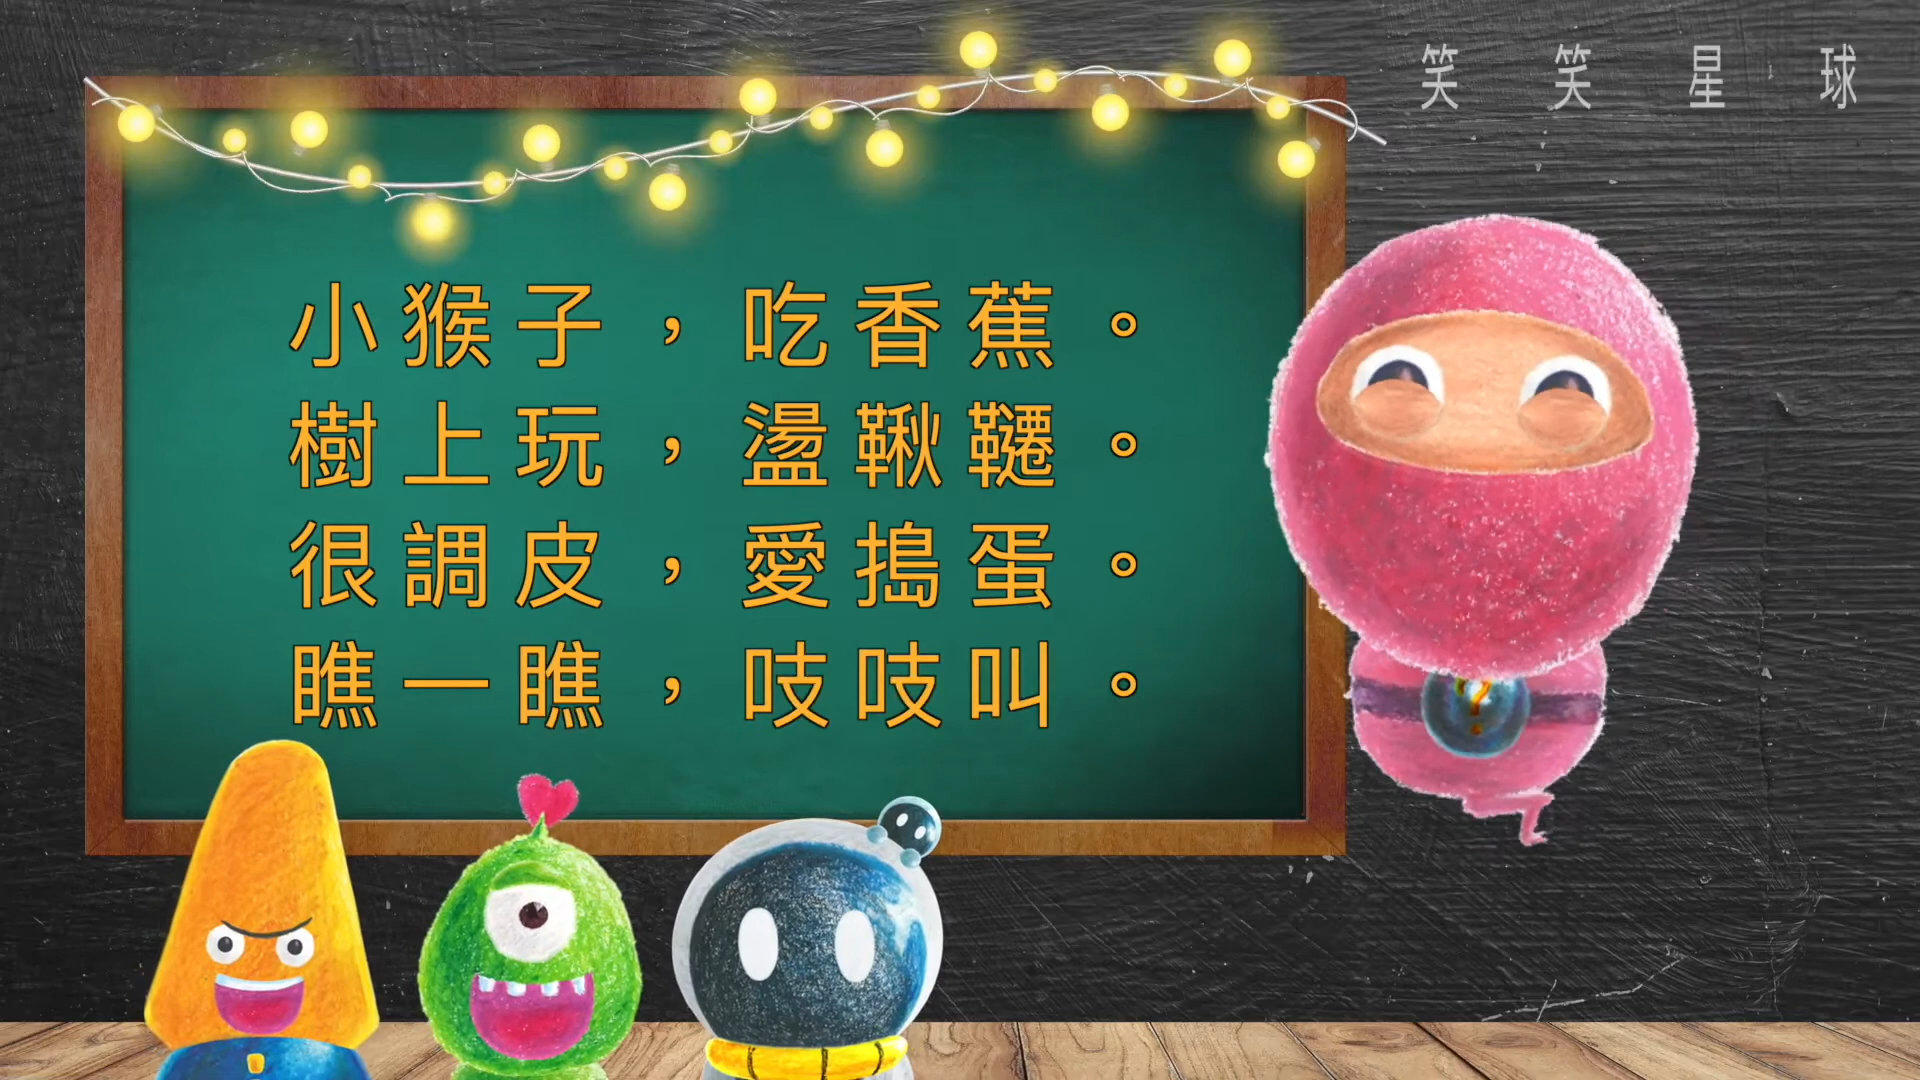 笑笑星球
小猴子，吃香蕉。
樹上玩，盪鞦韆。
很調皮，愛搗蛋。
瞧一瞧，吱吱叫。